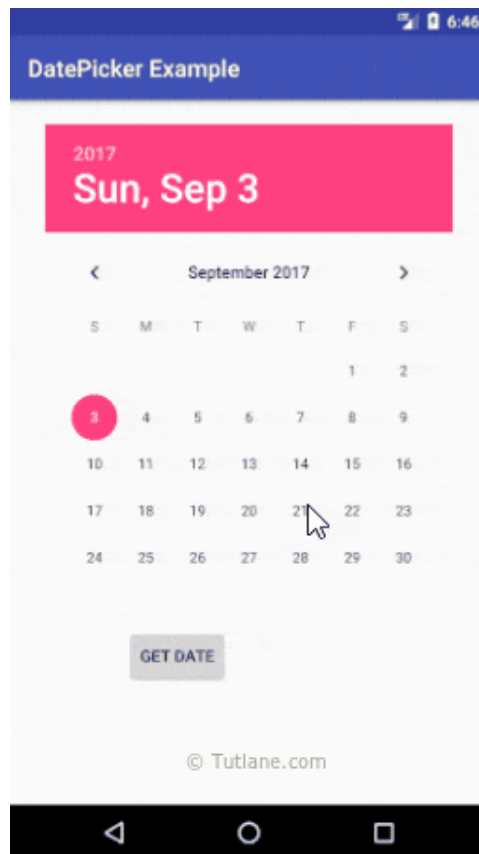 6:46
DatePicker Example
2017
Sun, Sep 3
September 2017
S M T W T F S
1 2
3 4 5 6 7 8 9
10 11 12 13 14 15 16
17 18 19 20 21 22 23
24 25 26 27 28 29 30
GET DATE
© Tutlane.com